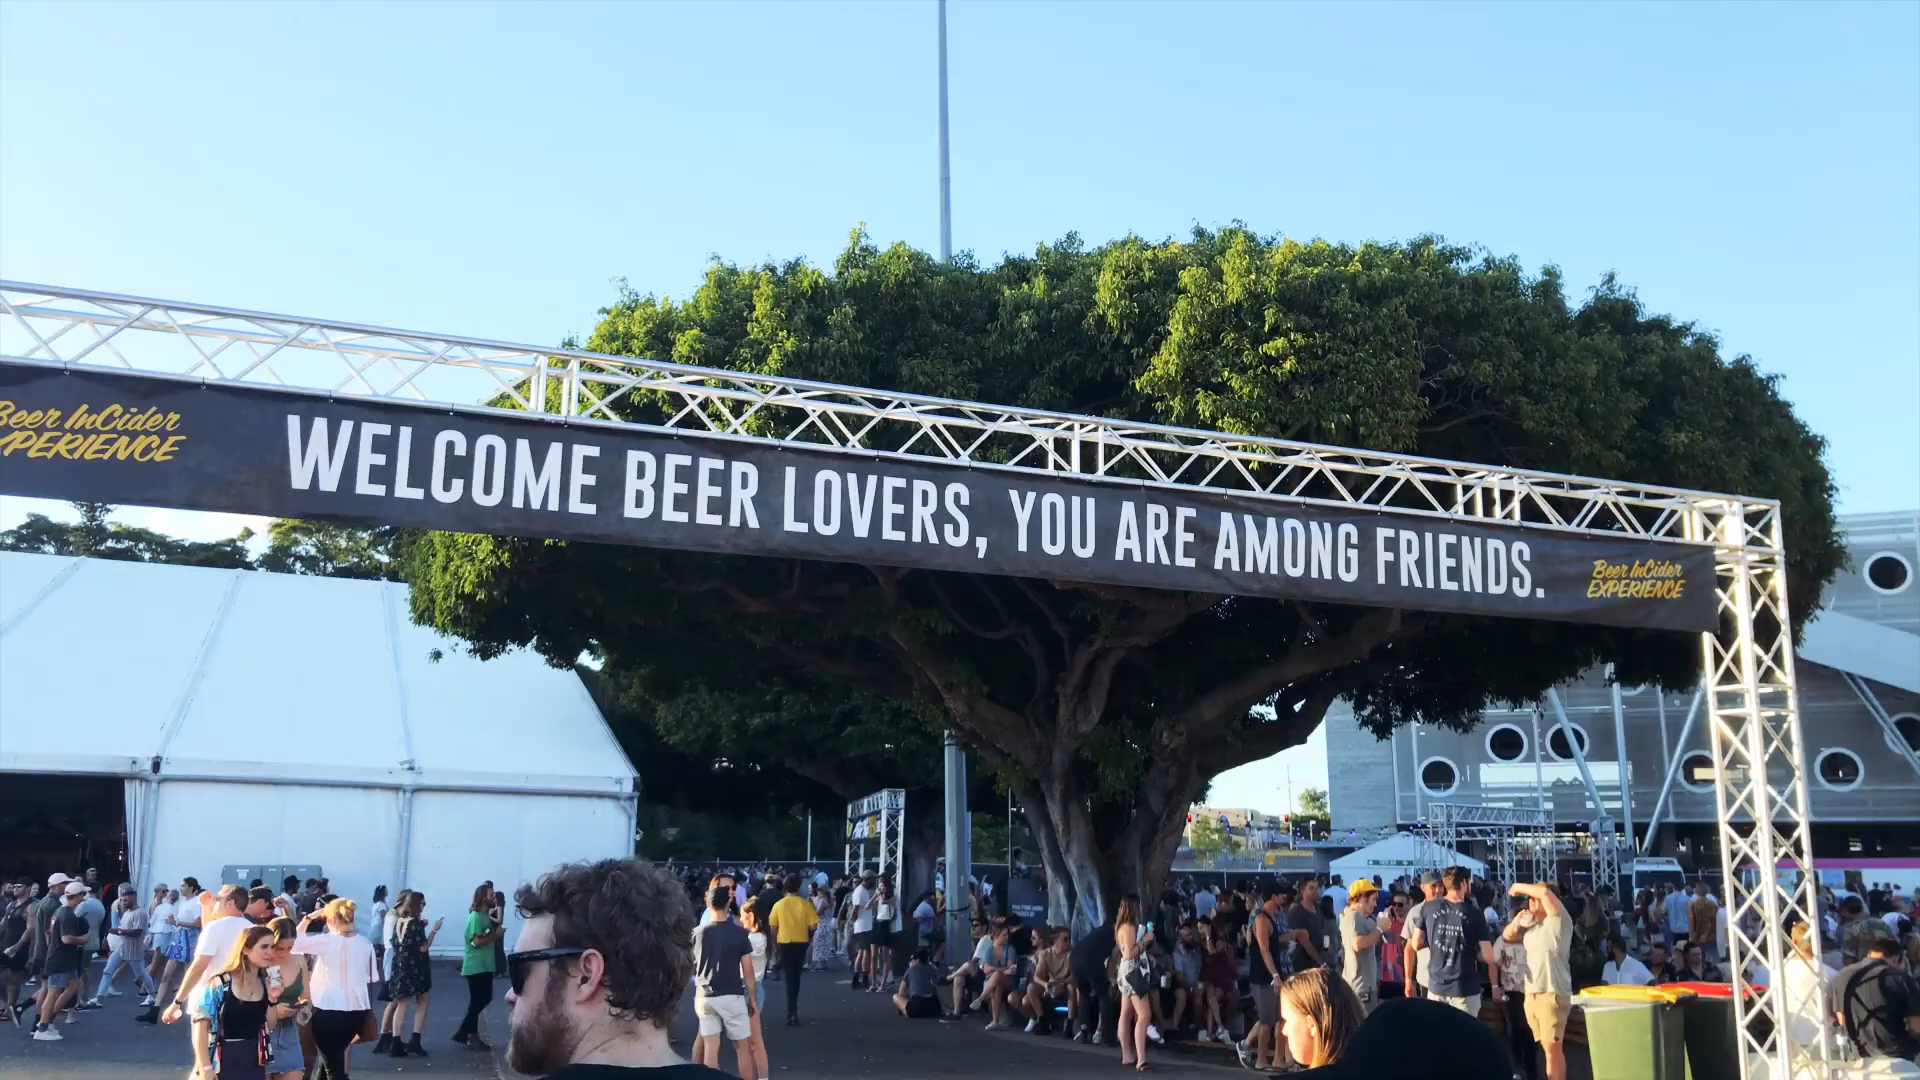 Beer InCider
EXPERIENCE
WELCOME BEER LOVERS, YOU ARE AMONG FRIENDS.
Beer InCider
EXPERIENCE